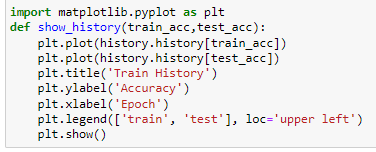 import matplotlib.pyplot as plt
def show_history(train_acc,test_acc):
    plt.plot(history.history[train_acc])
    plt.plot(history.history[test_acc])
    plt.title('Train History')
    plt.ylabel('Accuracy')
    plt.xlabel('Epoch')
    plt.legend(['train', 'test'], loc='upper left')
    plt.show()